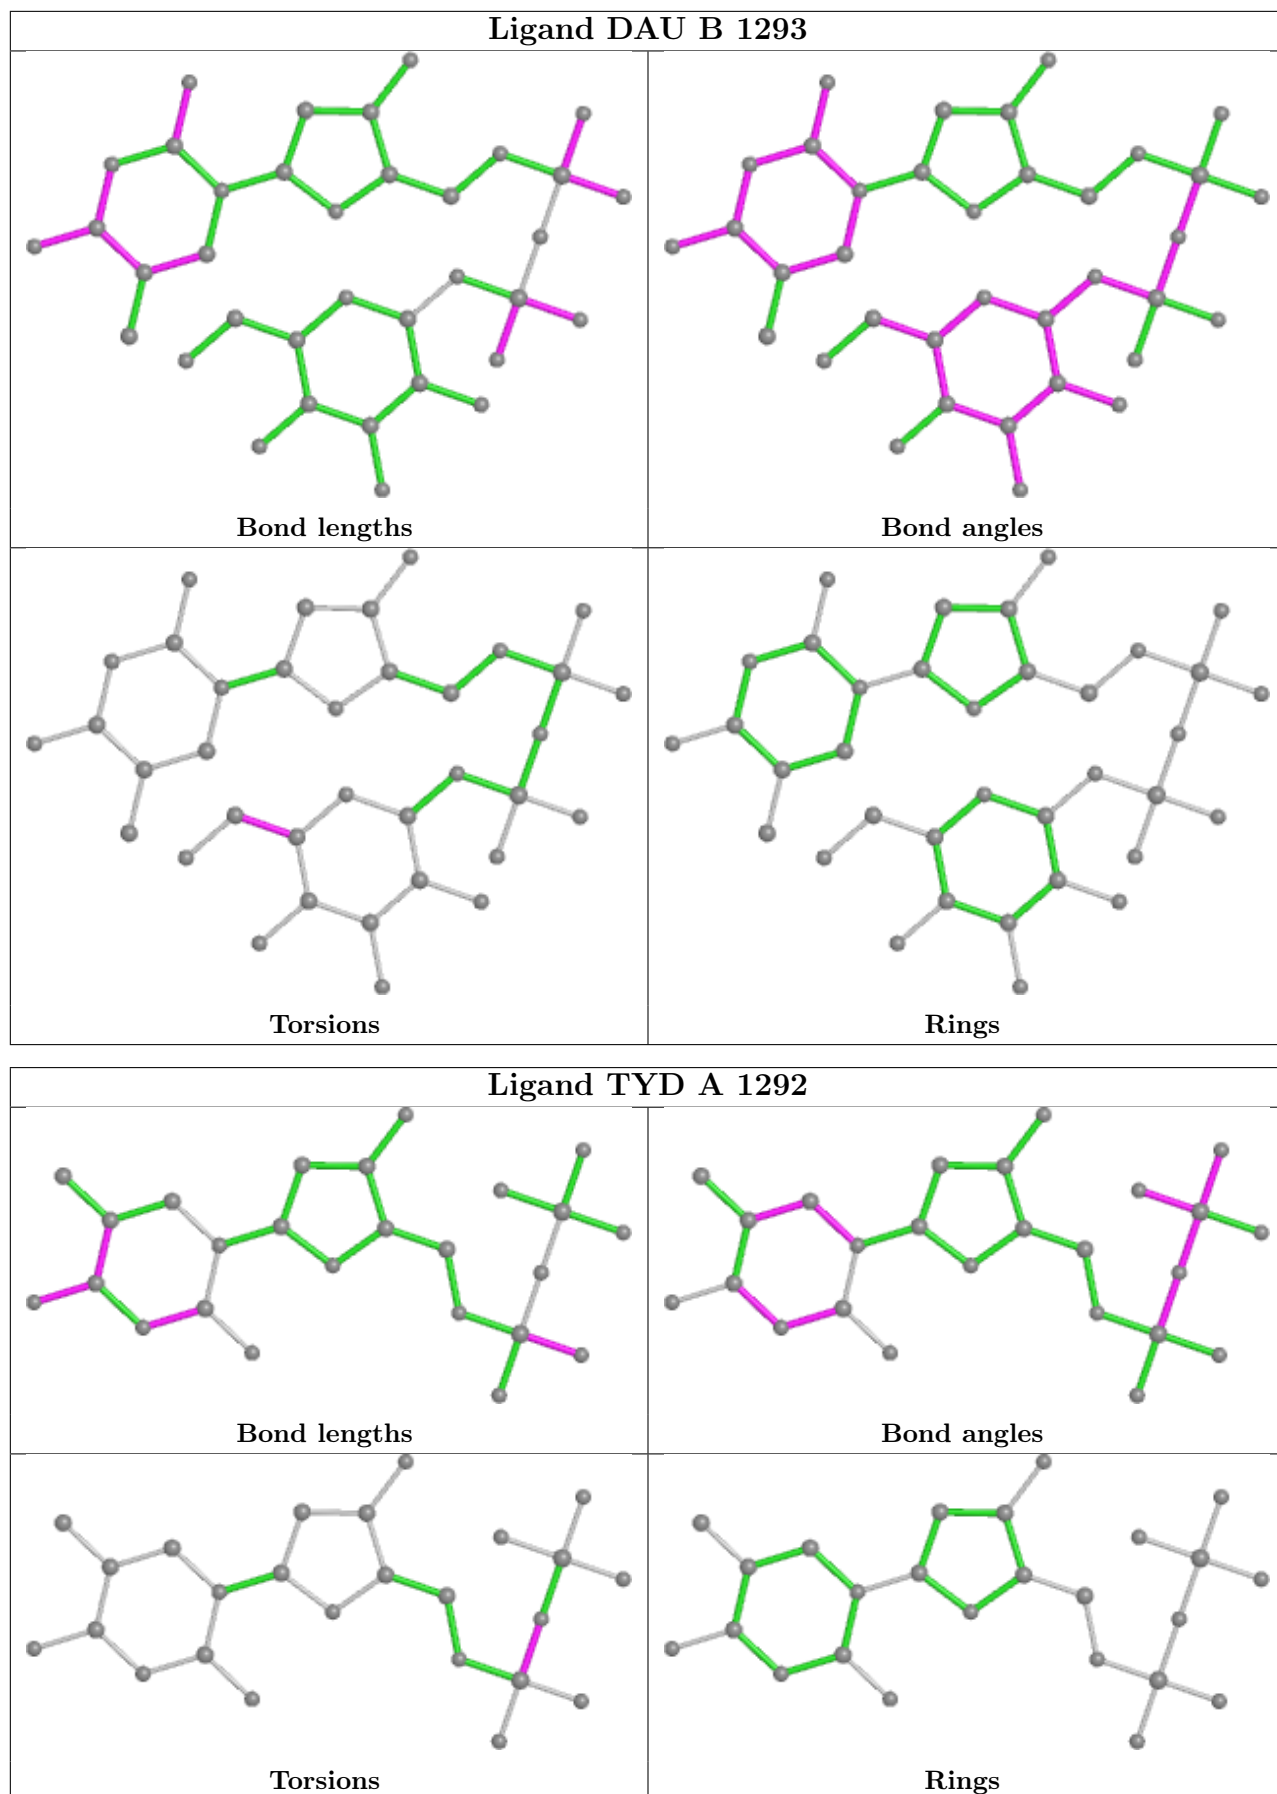 Ligand DAU B 1293
Bond lengths
Bond angles
Torsions
Rings
Ligand TYD A 1292
Bond lengths
Bond angles
Torsions
Rings